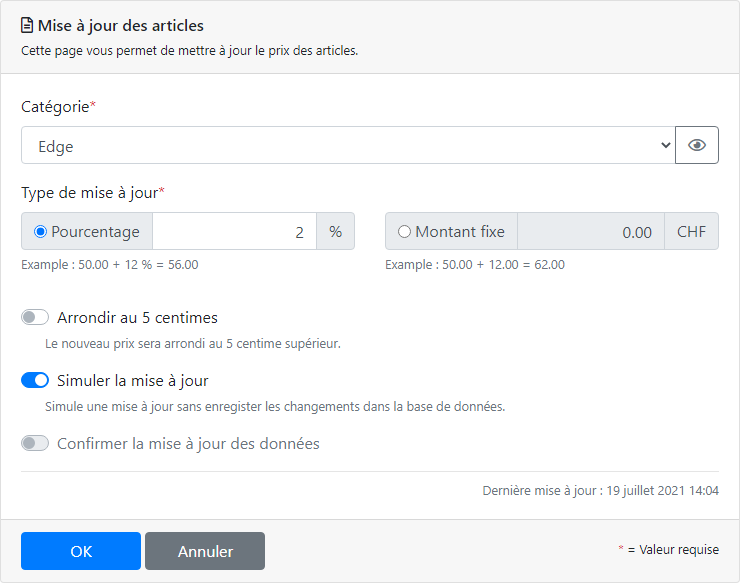 Mise à jour des articles
Cette page vous permet de mettre à jour le prix des articles.
Catégorie*
Edge
Type de mise à jour*
Pourcentage 2 % Montant fixe 0.00 CHF
Example : 50.00 + 12 % = 56.00 Example : 50.00 + 12.00 = 62.00
Arrondir au 5 centimes
Le nouveau prix sera arrondi au 5 centime supérieur.
Simuler la mise à jour
Simule une mise à jour sans enregister les changements dans la base de données.
Confirmer la mise à jour des données
Dernière mise à jour : 19 juillet 2021 14:04
OK Annuler * = Valeur requise